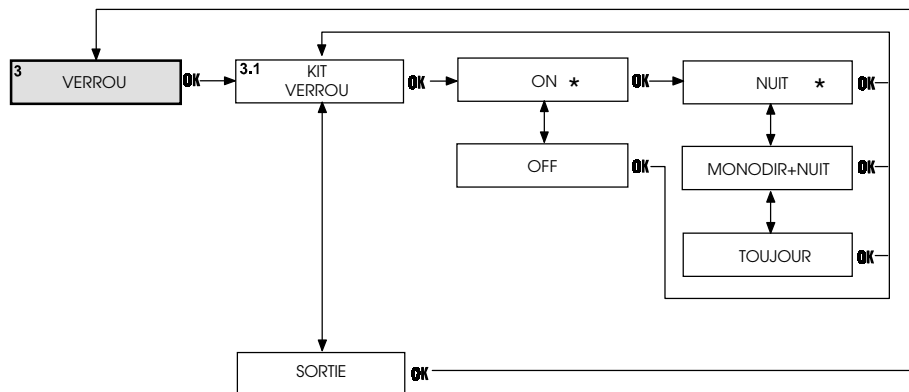 3
VERROU
OK
3.1
KIT
VERROU
OK
ON *
OK
NUIT *
OK
OFF
OK
MONODIR+NUIT
OK
TOUJOUR
OK
SORTIE
OK